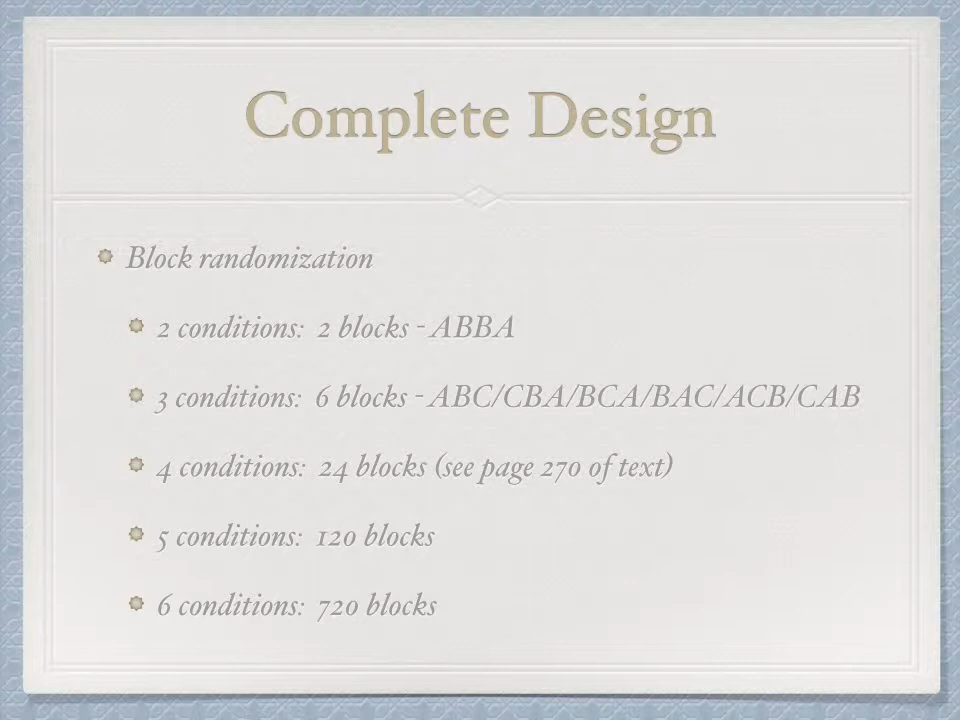 Complete Design
Block randomization
2 conditions: 2 blocks - ABBA
3 conditions: 6 blocks - ABC/CBA/BCA/BAC/ACB/CAB
4 conditions: 24 blocks (see page 270 of text)
5 conditions: 120 blocks
6 conditions: 720 blocks